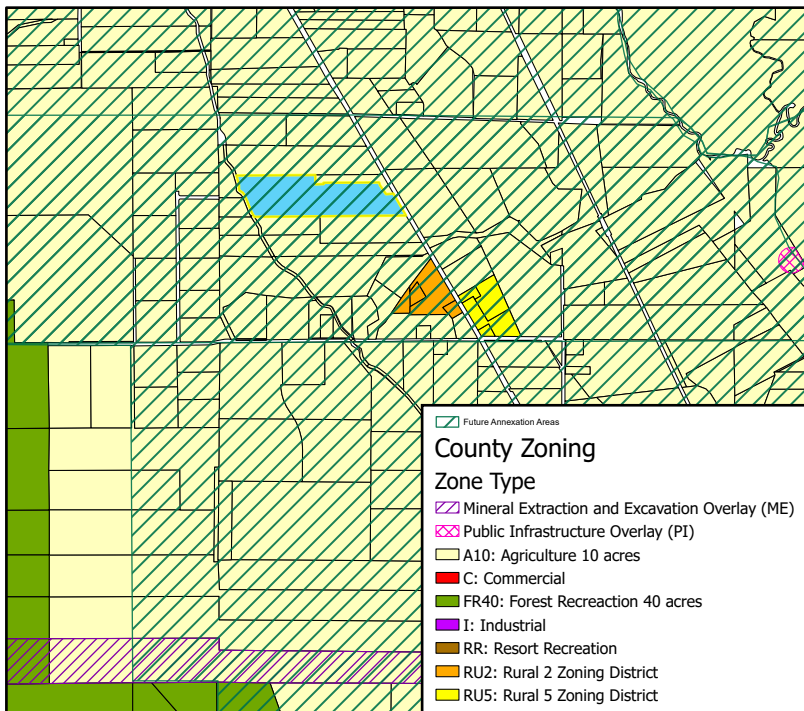 Future Annexation Areas
County Zoning
Zone Type
Mineral Extraction and Excavation Overlay (ME)
Public Infrastructure Overlay (PI)
A10: Agriculture 10 acres
C: Commercial
FR40: Forest Recreaction 40 acres
I: Industrial
RR: Resort Recreation
RU2: Rural 2 Zoning District
RU5: Rural 5 Zoning District